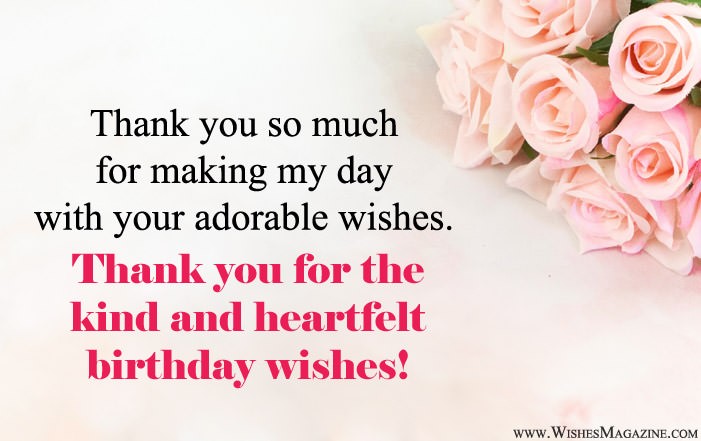 Thank you so much
for making my day
with your adorable wishes.
Thank you for the
kind and heartfelt
birthday wishes!
www.WishesMagazine.com